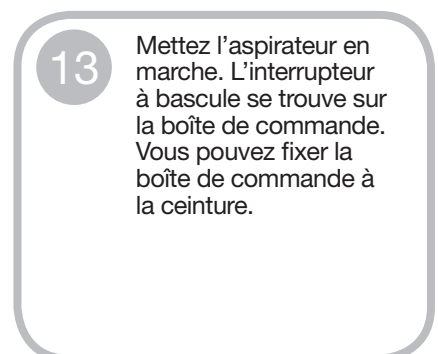 13
Mettez l’aspirateur en
marche. L’interrupteur
à bascule se trouve sur
la boîte de commande.
Vous pouvez fixer la
boîte de commande à
la ceinture.